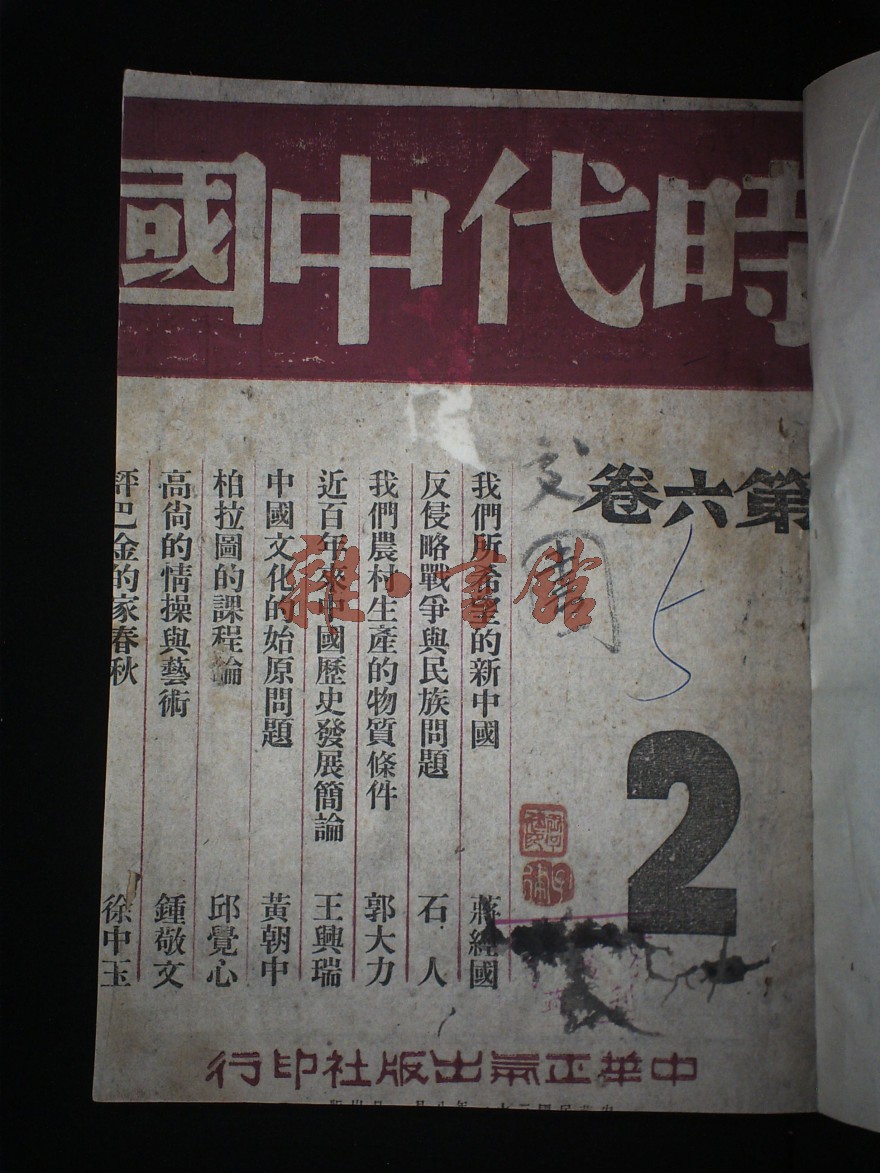 時代中國
第六卷
2
我們所希望的新中國 蔣經國
反侵略戰爭與民族問題 石人
我們農村生產的物質條件 郭大力
近百年來中國歷史發展簡論 王興瑞
中國文化的始原問題 黃朝中
柏拉圖的課程論 邱覺心
高尚的情操與藝術 鍾敬文
評巴金的家春秋 徐中玉
中華正氣出版社印行
雜·書館